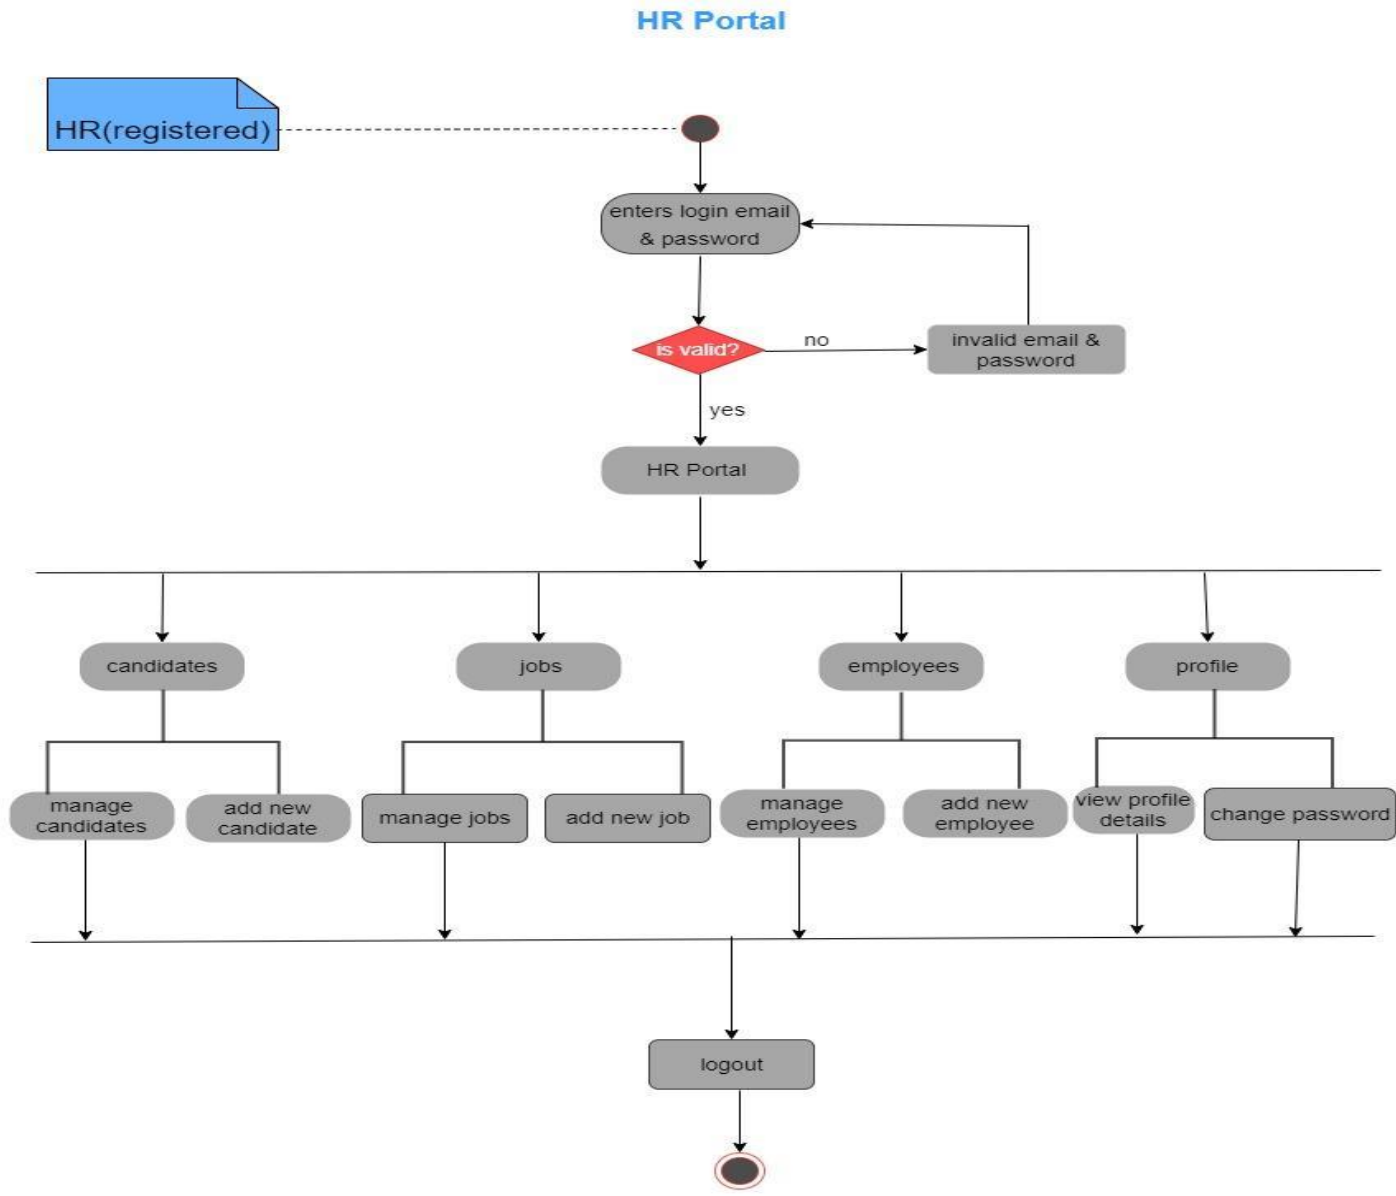 HR Portal
HR(registered)
enters login email
& password
is valid?
no
invalid email &
password
yes
HR Portal
candidates
jobs
employees
profile
manage
candidates
add new
candidate
manage jobs
add new job
manage
employees
add new
employee
view profile
details
change password
logout